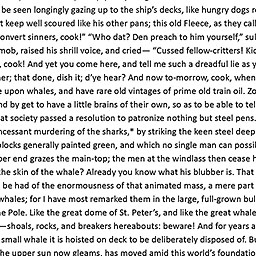 be seen longingly gazing up to the ship's decks, like hungry dogs r
t keep well scoured like his other pans; this old Fleece, as they call
onvert sinners, cook!" "Who dat? Den preach to him yourself," sul
mob, raised his shrill voice, and cried— "Cussed fellow-critters! Kic
, cook! And yet you come here, and tell me such a dreadful lie as y
her; that done, dish it; d'ye hear? And now to-morrow, cook, when
e upon whales, and have rare old vintages of prime old train oil. Zo
nd by get to have a little brains of their own, so as to be able to tel
at society passed a resolution to patronize nothing but steel pens.
ncessant murdering of the sharks,* by striking the keen steel deep
blocks generally painted green, and which no single man can possil
per end grazes the main-top; the men at the windlass then cease h
the skin of the whale? Already you know what his blubber is. That
be had of the enormousness of that animated mass, a mere part
whales; for I have most remarked them in the large, full-grown bul
he Pole. Like the great dome of St. Peter's, and like the great whale
—shoals, rocks, and breakers hereabouts: beware! And for years a
small whale it is hoisted on deck to be deliberately disposed of. Bu
he upper sun now gleams, has moved amid this world's foundatio